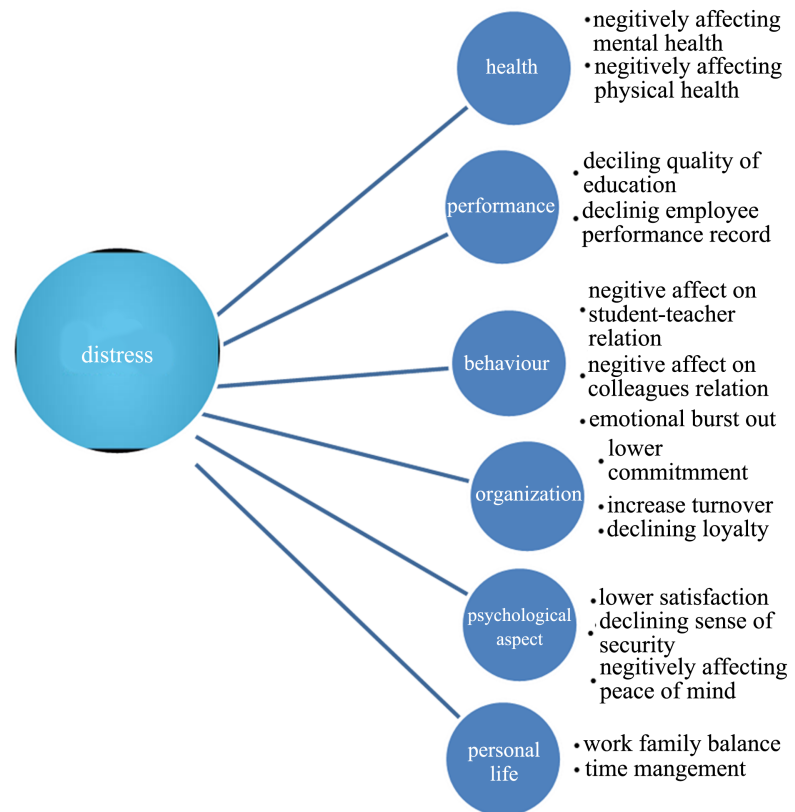 distress
health
•negitively affecting
mental health
•negitively affecting
physical health
performance
•deciling quality of
education
•declinig employee
performance record
behaviour
negitive affect on
•student-teacher
relation
•negitive affect on
colleagues relation
•emotional burst out
organization
•lower
commitmment
•increase turnover
•declining loyalty
psychological
aspect
•lower satisfaction
•declining sense of
security
•negitively affecting
peace of mind
personal
life
•work family balance
•time mangement